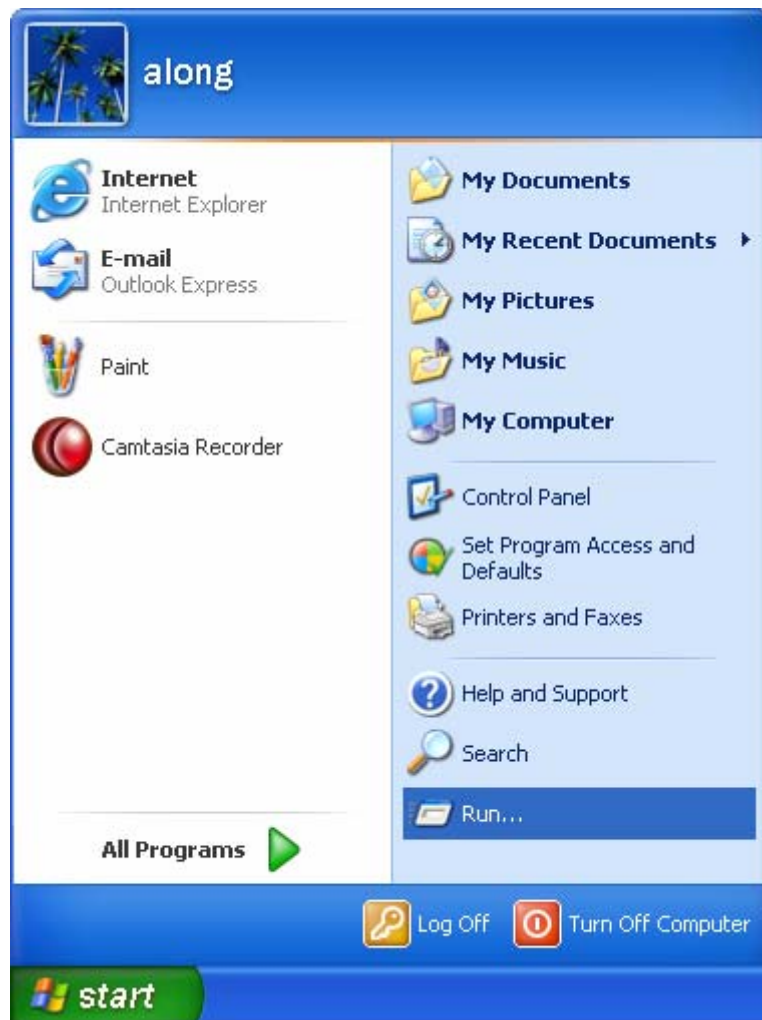 along
Internet
Internet Explorer
E-mail
Outlook Express
Paint
Camtasia Recorder
All Programs
My Documents
My Recent Documents
My Pictures
My Music
My Computer
Control Panel
Set Program Access and
Defaults
Printers and Faxes
Help and Support
Search
Run...
Log Off
Turn Off Computer
start